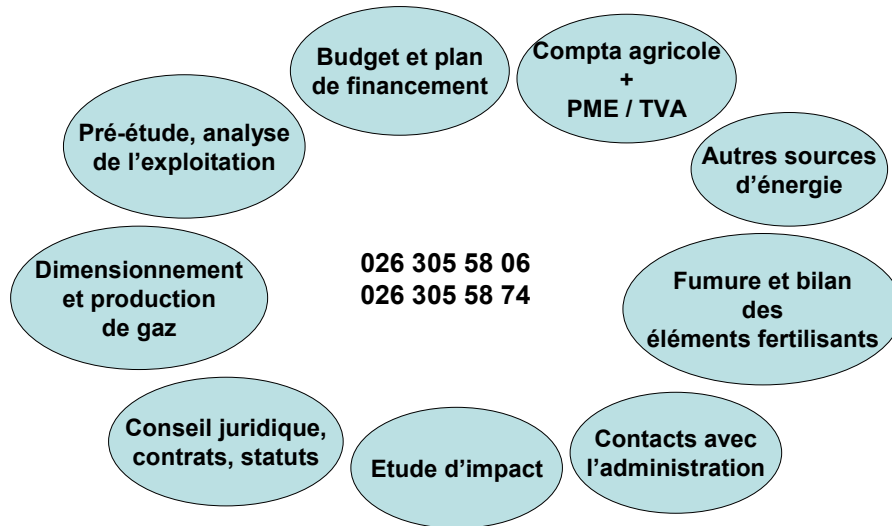 Budget et plan
de financement
Compta agricole
+
PME / TVA
Pré-étude, analyse
de l’exploitation
Autres sources
d’énergie
Dimensionnement
et production
de gaz
026 305 58 06
026 305 58 74
Fumure et bilan
des
éléments fertilisants
Conseil juridique,
contrats, statuts
Etude d’impact
Contacts avec
l’administration